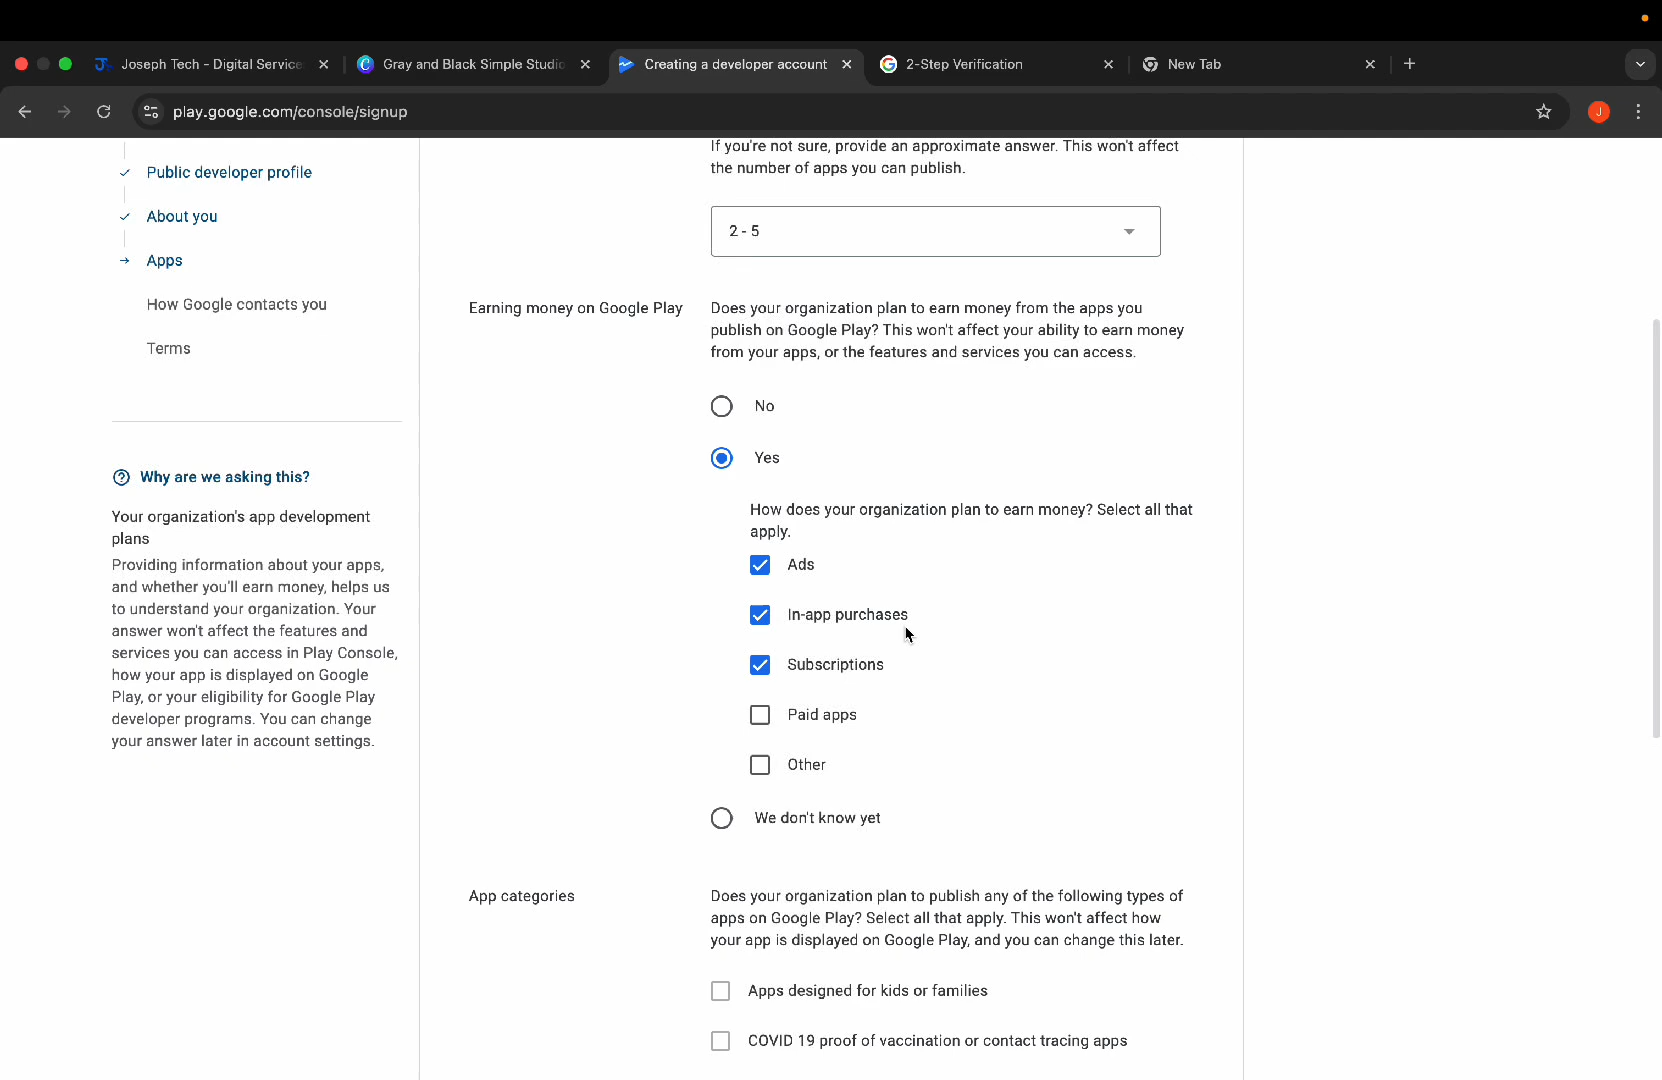 Joseph Tech - Digital Service
Gray and Black Simple Studio
Creating a developer account
2-Step Verification
New Tab
play.google.com/console/signup
J
Public developer profile
About you
Apps
How Google contacts you
Terms
Why are we asking this?
Your organization's app development
plans
Providing information about your apps,
and whether you'll earn money, helps us
to understand your organization. Your
answer won't affect the features and
services you can access in Play Console,
how your app is displayed on Google
Play, or your eligibility for Google Play
developer programs. You can change
your answer later in account settings.
If you're not sure, provide an approximate answer. This won't affect
the number of apps you can publish.
2 - 5
Earning money on Google Play
Does your organization plan to earn money from the apps you
publish on Google Play? This won't affect your ability to earn money
from your apps, or the features and services you can access.
No
Yes
How does your organization plan to earn money? Select all that
apply.
Ads
In-app purchases
Subscriptions
Paid apps
Other
We don't know yet
App categories
Does your organization plan to publish any of the following types of
apps on Google Play? Select all that apply. This won't affect how
your app is displayed on Google Play, and you can change this later.
Apps designed for kids or families
COVID 19 proof of vaccination or contact tracing apps